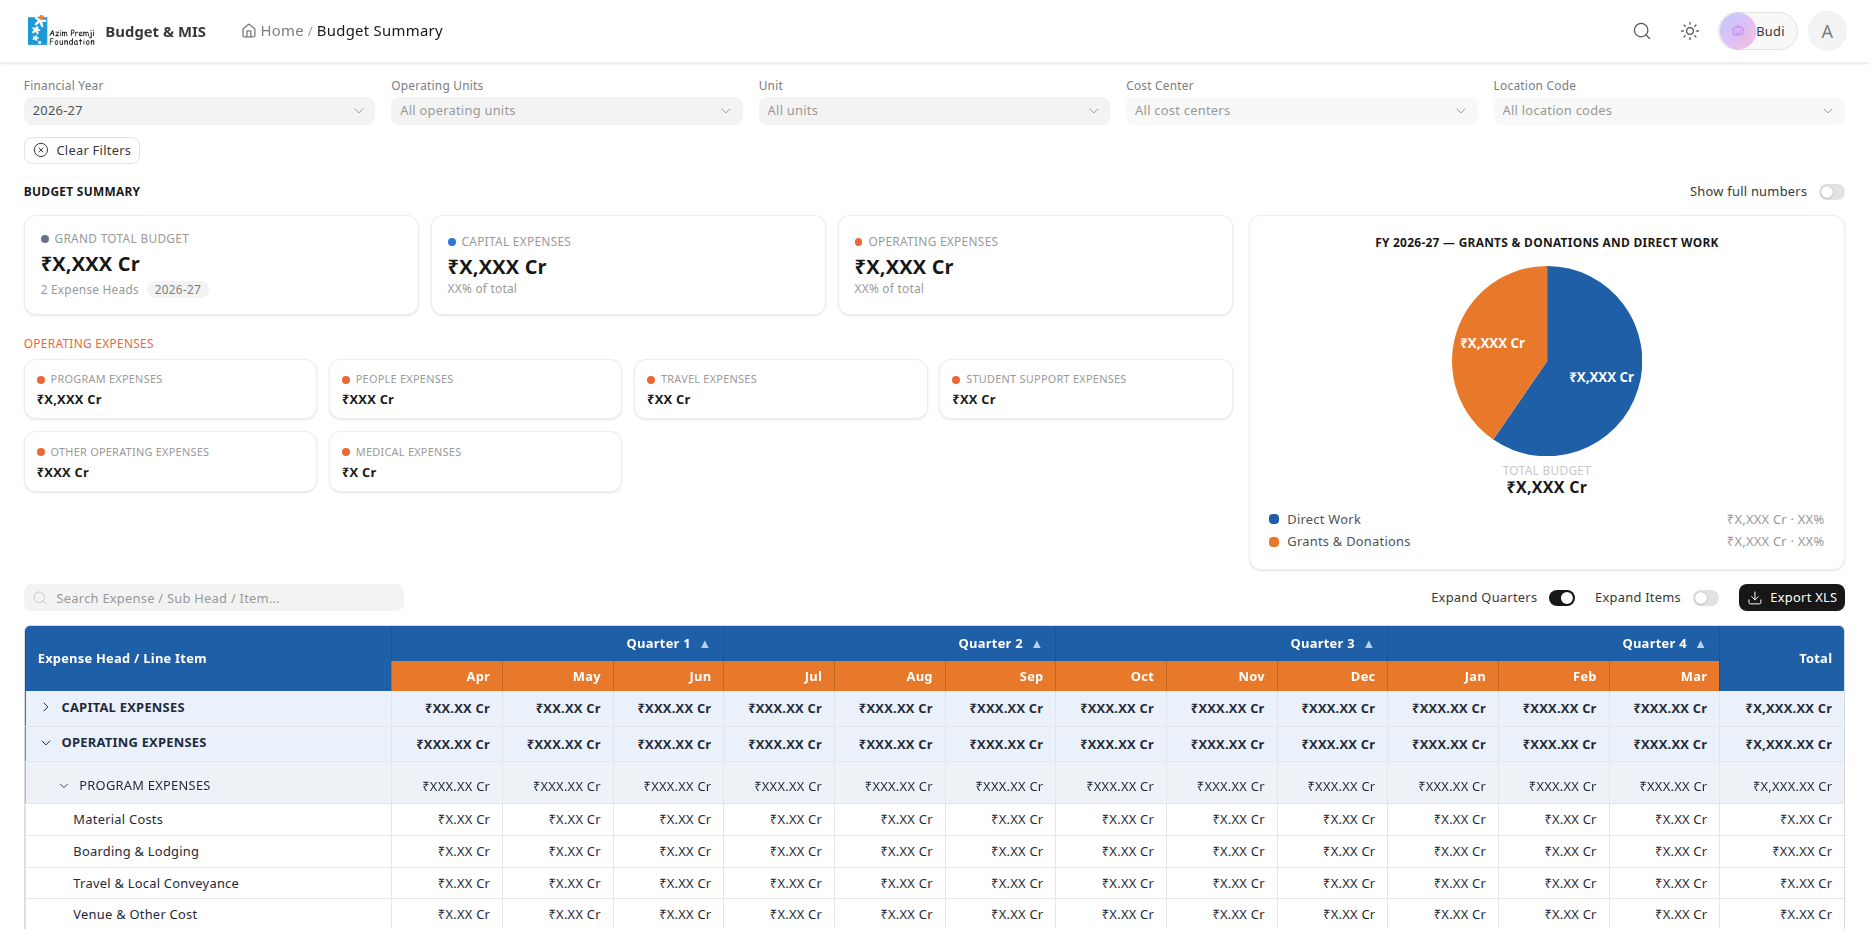 Azim Premji
Foundation
Budget & MIS
Home / Budget Summary
Budi
A
Financial Year
2026-27
Operating Units
All operating units
Unit
All units
Cost Center
All cost centers
Location Code
All location codes
Clear Filters
BUDGET SUMMARY
Show full numbers
GRAND TOTAL BUDGET
₹X,XXX Cr
2 Expense Heads 2026-27
CAPITAL EXPENSES
₹X,XXX Cr
XX% of total
OPERATING EXPENSES
₹X,XXX Cr
XX% of total
OPERATING EXPENSES
PROGRAM EXPENSES
₹X,XXX Cr
PEOPLE EXPENSES
₹XXX Cr
TRAVEL EXPENSES
₹XX Cr
STUDENT SUPPORT EXPENSES
₹XX Cr
OTHER OPERATING EXPENSES
₹XXX Cr
MEDICAL EXPENSES
₹X Cr
FY 2026-27 — GRANTS & DONATIONS AND DIRECT WORK
₹X,XXX Cr
₹X,XXX Cr
TOTAL BUDGET
₹X,XXX Cr
Direct Work ₹X,XXX Cr · XX%
Grants & Donations ₹X,XXX Cr · XX%
Search Expense / Sub Head / Item...
Expand Quarters
Expand Items
Export XLS
Expense Head / Line Item Quarter 1 ▲ Quarter 2 ▲ Quarter 3 ▲ Quarter 4 ▲ Total
Apr May Jun Jul Aug Sep Oct Nov Dec Jan Feb Mar
CAPITAL EXPENSES ₹XX.XX Cr ₹XX.XX Cr ₹XXX.XX Cr ₹XXX.XX Cr ₹XXX.XX Cr ₹XXX.XX Cr ₹XXX.XX Cr ₹XXX.XX Cr ₹XXX.XX Cr ₹XXX.XX Cr ₹XXX.XX Cr ₹XXX.XX Cr ₹X,XXX.XX Cr
OPERATING EXPENSES ₹XXX.XX Cr ₹XXX.XX Cr ₹XXX.XX Cr ₹XXX.XX Cr ₹XXX.XX Cr ₹XXX.XX Cr ₹XXX.XX Cr ₹XXX.XX Cr ₹XXX.XX Cr ₹XXX.XX Cr ₹XXX.XX Cr ₹XXX.XX Cr ₹X,XXX.XX Cr
PROGRAM EXPENSES ₹XXX.XX Cr ₹XXX.XX Cr ₹XXX.XX Cr ₹XXX.XX Cr ₹XXX.XX Cr ₹XXX.XX Cr ₹XXX.XX Cr ₹XXX.XX Cr ₹XXX.XX Cr ₹XXX.XX Cr ₹XXX.XX Cr ₹XXX.XX Cr ₹X,XXX.XX Cr
Material Costs ₹X.XX Cr ₹X.XX Cr ₹X.XX Cr ₹X.XX Cr ₹X.XX Cr ₹X.XX Cr ₹X.XX Cr ₹X.XX Cr ₹X.XX Cr ₹X.XX Cr ₹X.XX Cr ₹X.XX Cr ₹X.XX Cr
Boarding & Lodging ₹X.XX Cr ₹X.XX Cr ₹X.XX Cr ₹X.XX Cr ₹X.XX Cr ₹X.XX Cr ₹X.XX Cr ₹X.XX Cr ₹X.XX Cr ₹X.XX Cr ₹X.XX Cr ₹X.XX Cr ₹XX.XX Cr
Travel & Local Conveyance ₹X.XX Cr ₹X.XX Cr ₹X.XX Cr ₹X.XX Cr ₹X.XX Cr ₹X.XX Cr ₹X.XX Cr ₹X.XX Cr ₹X.XX Cr ₹X.XX Cr ₹X.XX Cr ₹X.XX Cr ₹X.XX Cr
Venue & Other Cost ₹X.XX Cr ₹X.XX Cr ₹X.XX Cr ₹X.XX Cr ₹X.XX Cr ₹X.XX Cr ₹X.XX Cr ₹X.XX Cr ₹X.XX Cr ₹X.XX Cr ₹X.XX Cr ₹X.XX Cr ₹X.XX Cr